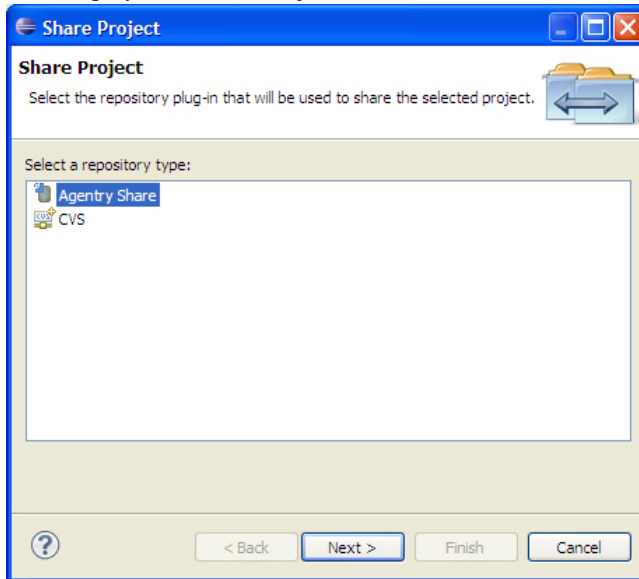 Share Project
Share Project
Select the repository plug-in that will be used to share the selected project.
Select a repository type:
Agentry Share
CVS
< Back Next > Finish Cancel